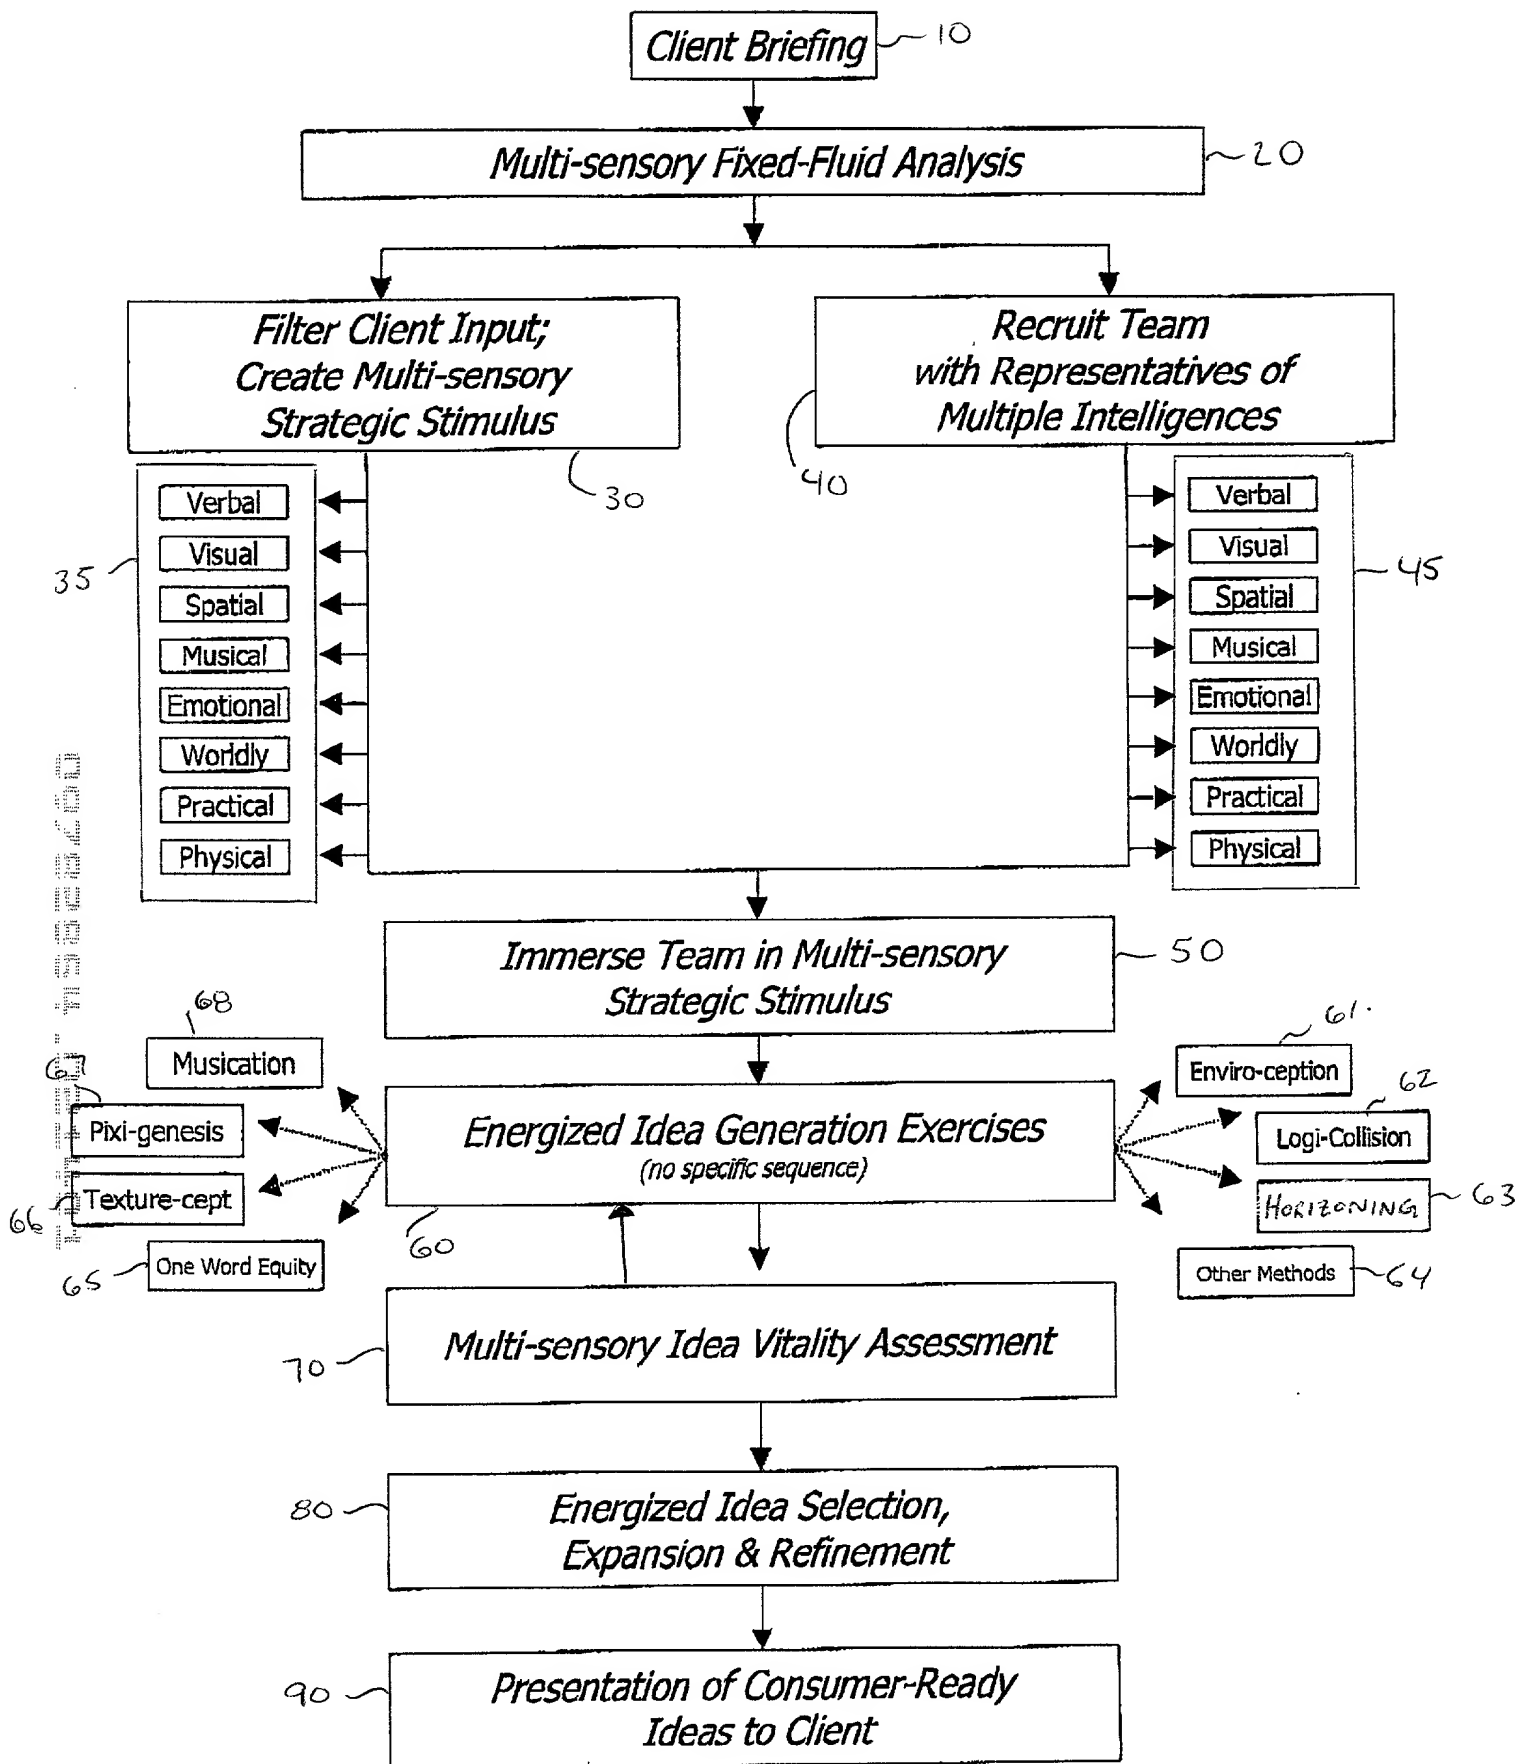 Client Briefing
10
Multi-sensory Fixed-Fluid Analysis
20
Filter Client Input;
Create Multi-sensory
Strategic Stimulus
30
Recruit Team
with Representatives of
Multiple Intelligences
40
35
Verbal
Visual
Spatial
Musical
Emotional
Worldly
Practical
Physical
Verbal
Visual
Spatial
Musical
Emotional
Worldly
Practical
Physical
45
Immerse Team in Multi-sensory
Strategic Stimulus
50
68
Musication
67
Pixi-genesis
66
Texture-cept
65
One Word Equity
Energized Idea Generation Exercises
(no specific sequence)
60
61.
Enviro-ception
62
Logi-Collision
HORIZONING
63
Other Methods
64
Multi-sensory Idea Vitality Assessment
70
80
Energized Idea Selection,
Expansion & Refinement
90
Presentation of Consumer-Ready
Ideas to Client